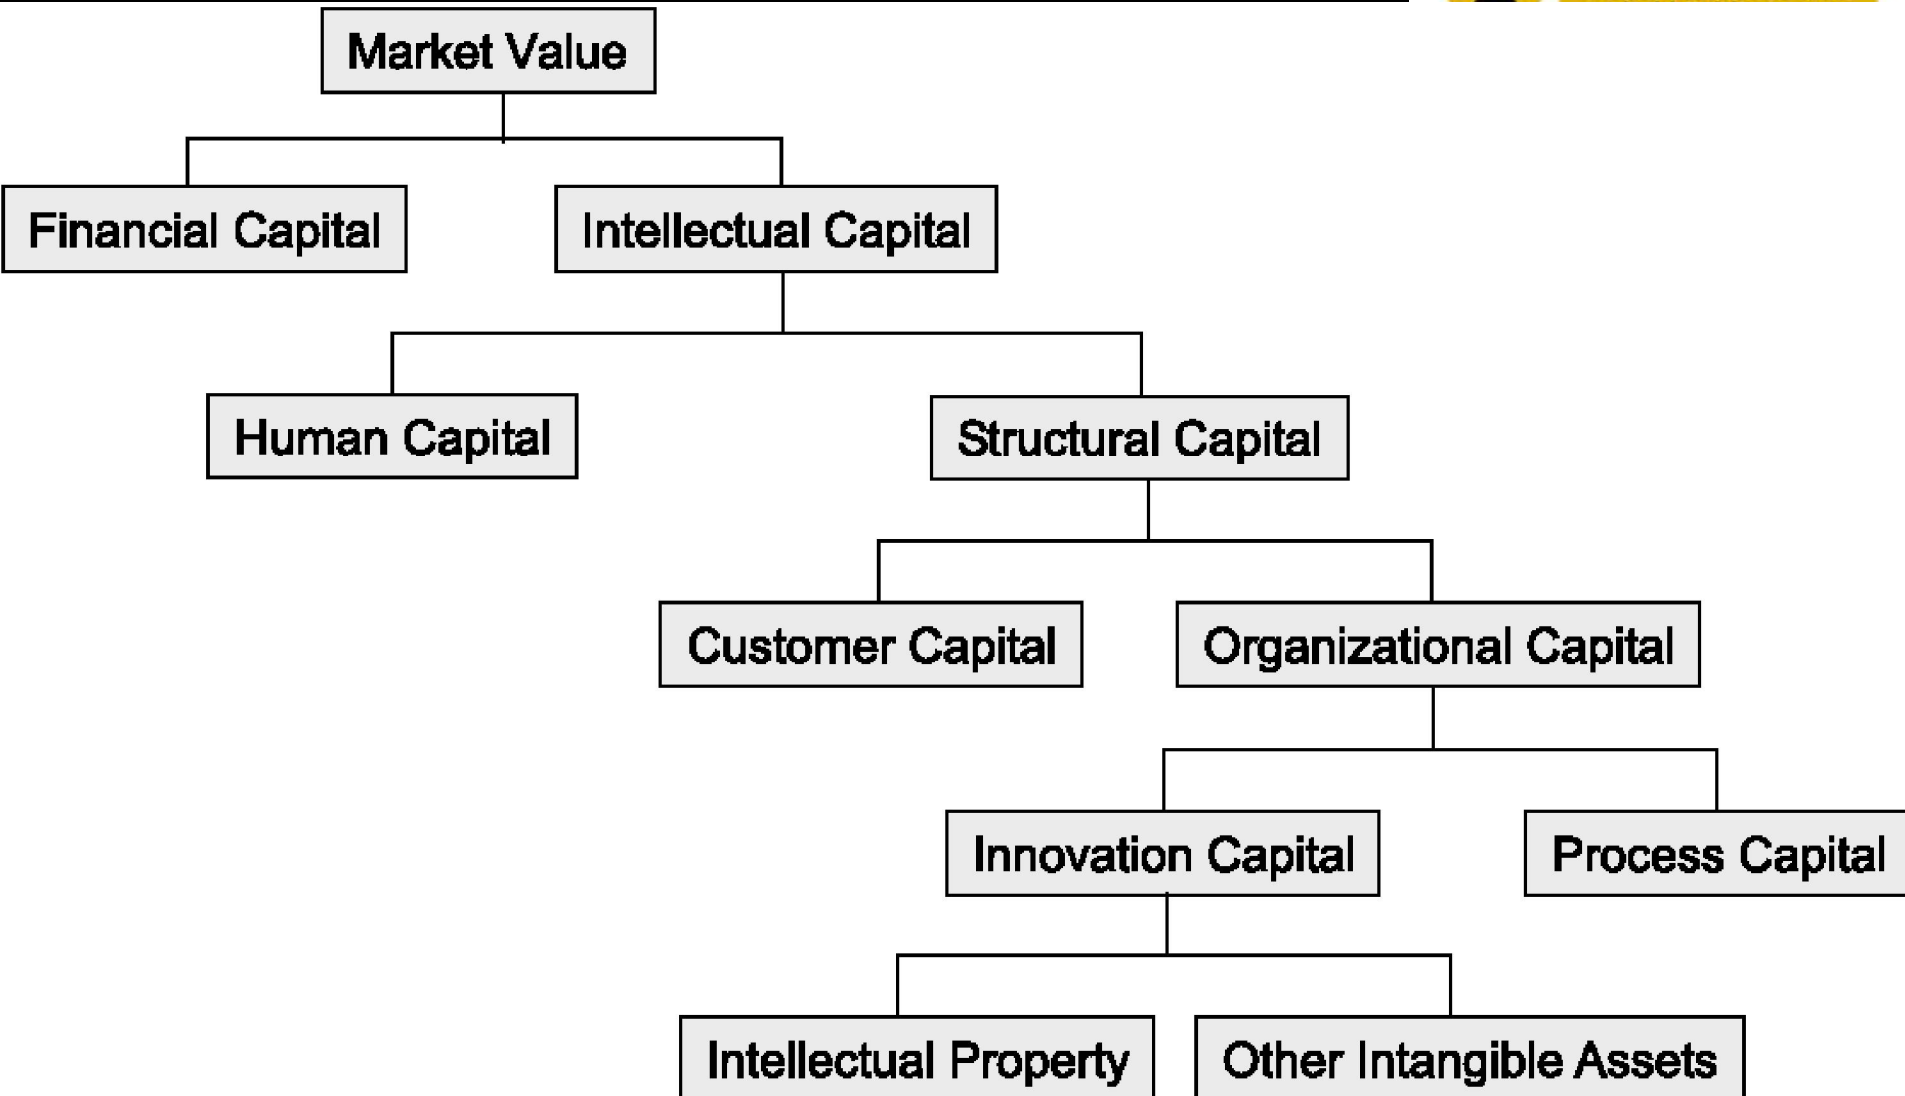 Market Value
Financial Capital
Intellectual Capital
Human Capital
Structural Capital
Customer Capital
Organizational Capital
Innovation Capital
Process Capital
Intellectual Property
Other Intangible Assets